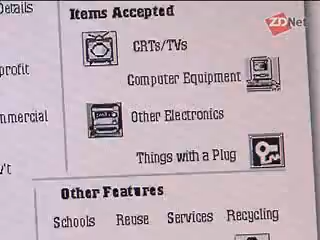 Details
Items Accepted
ZDNet
CRTs/TVs
profit
Computer Equipment
mmercial
Other Electronics
Things with a Plug
v't
Other Features
Schools Reuse Services Recycling